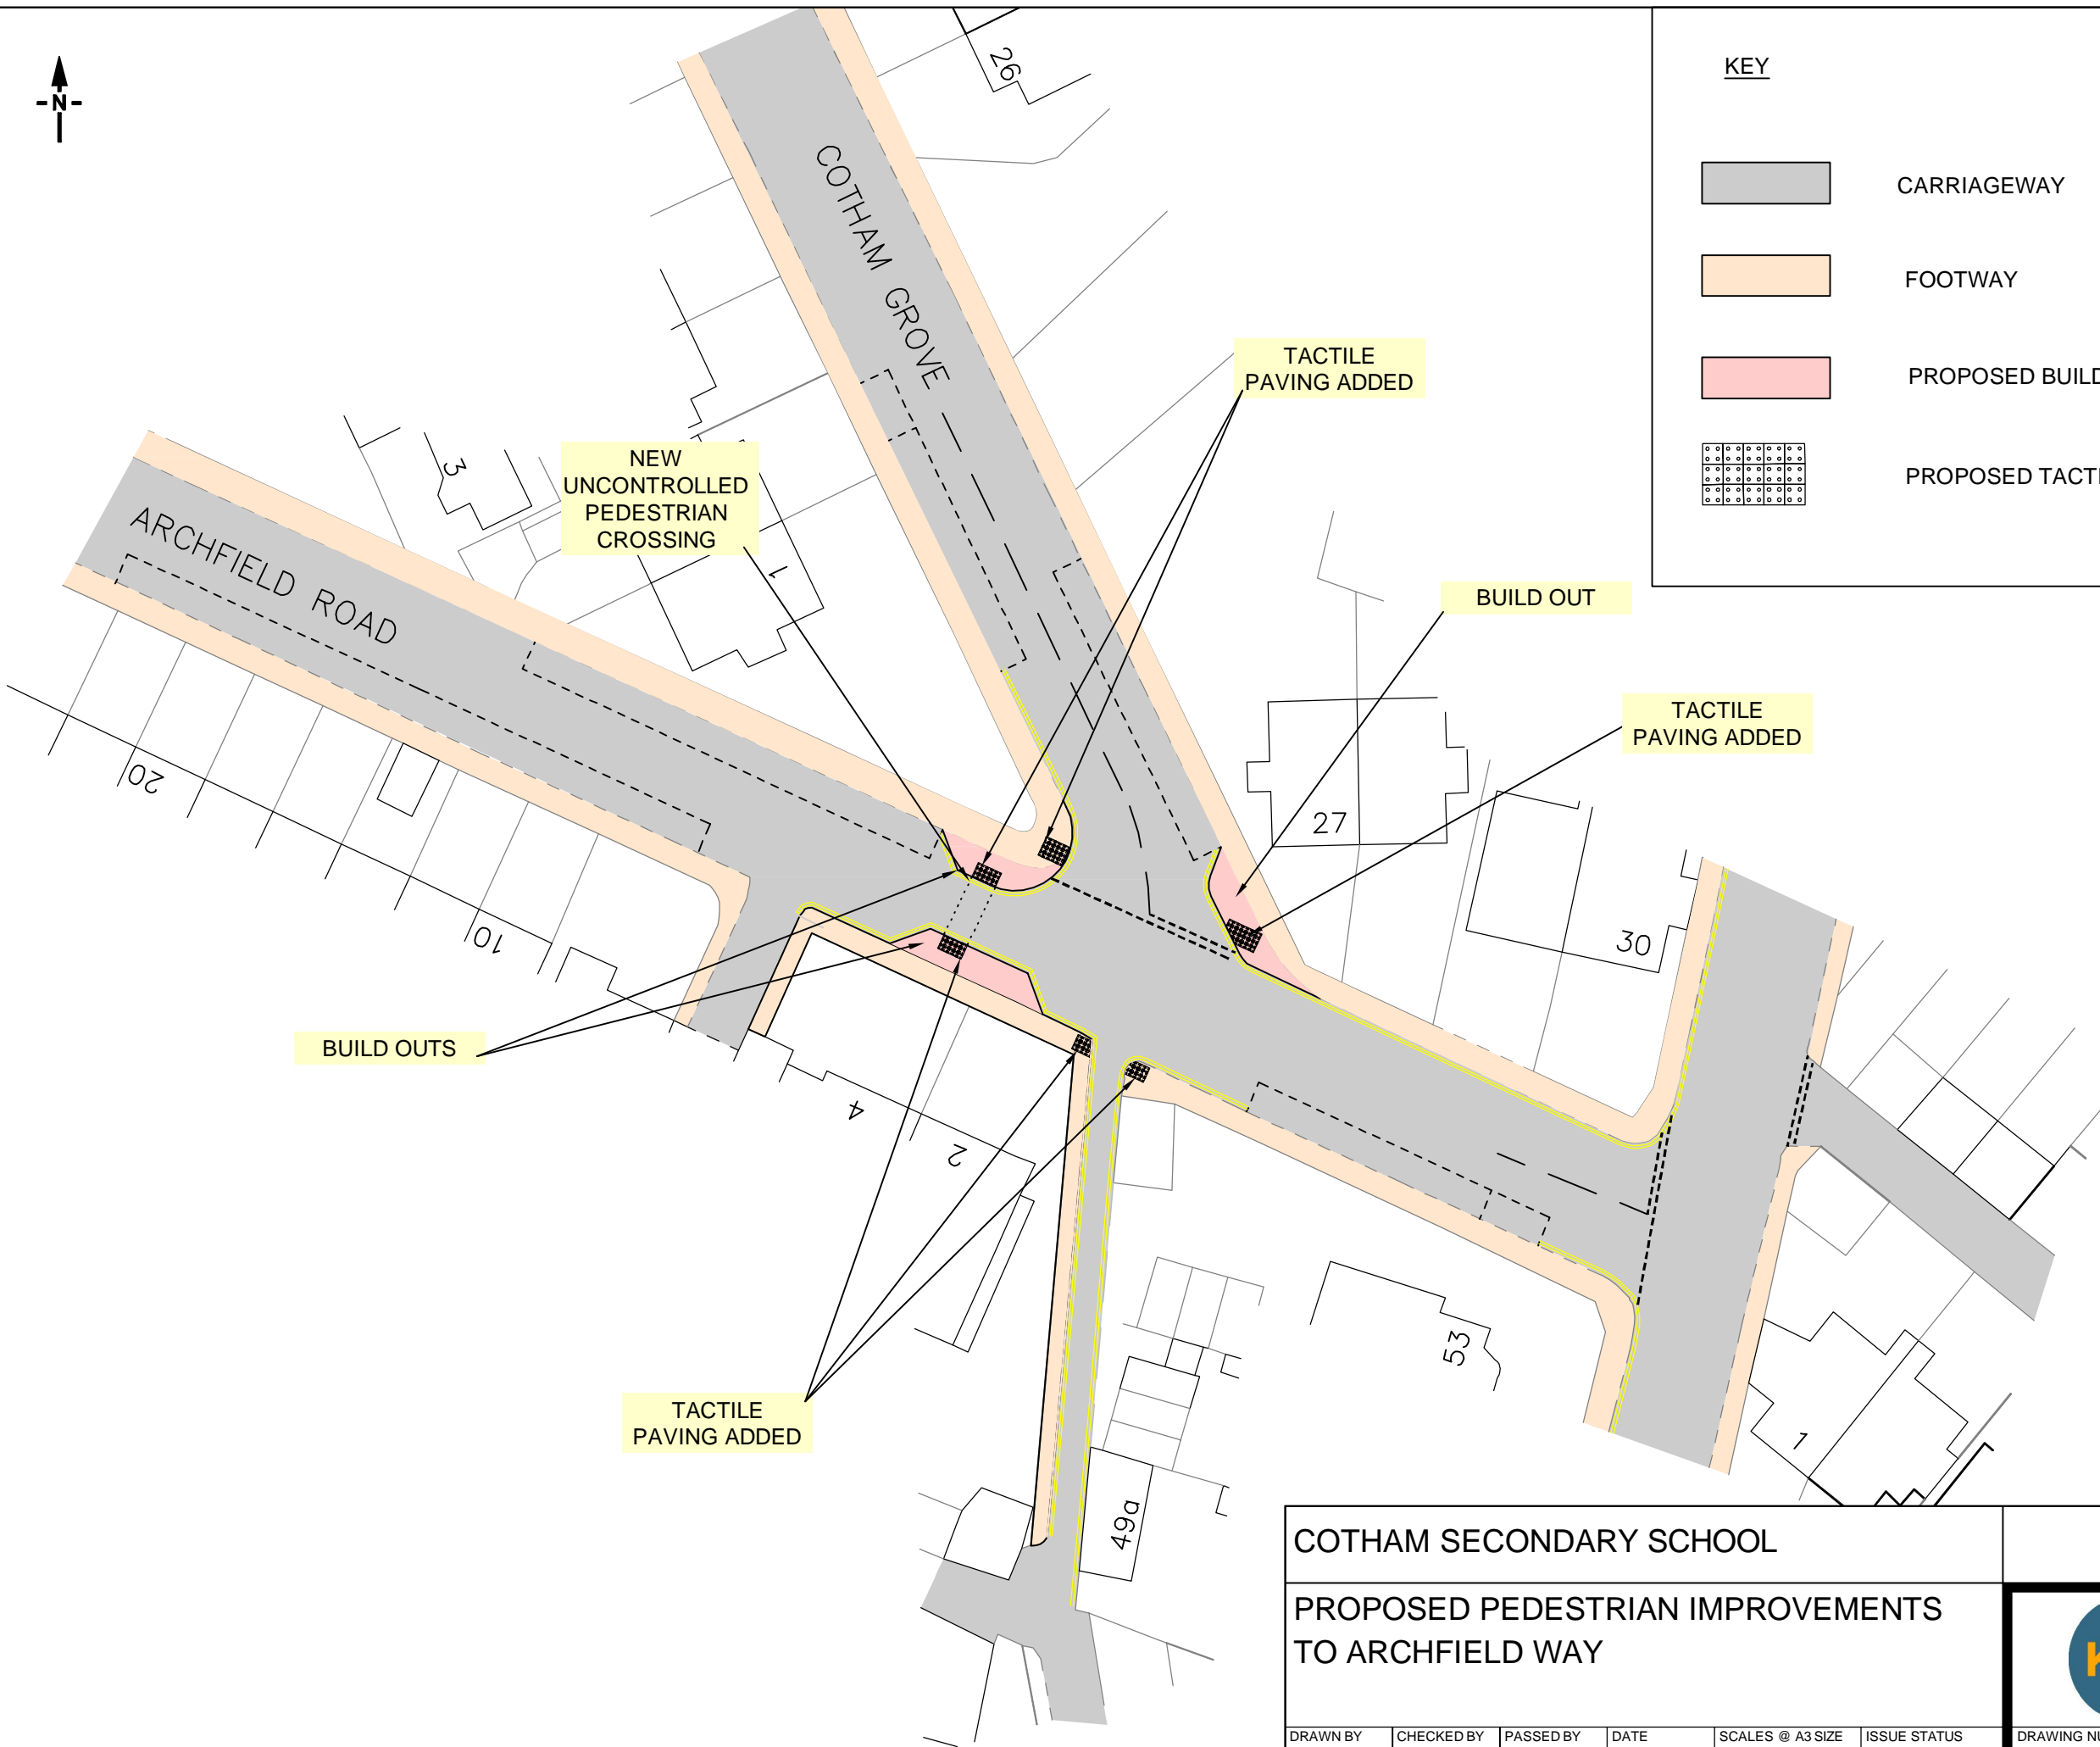 N
KEY
CARRIAGEWAY
FOOTWAY
PROPOSED BUILD
PROPOSED TACTI
26
COTHAM GROVE
TACTILE
PAVING ADDED
NEW
UNCONTROLLED
PEDESTRIAN
CROSSING
3
1
ARCHFIELD ROAD
BUILD OUT
TACTILE
PAVING ADDED
20
27
10
30
BUILD OUTS
4
2
53
TACTILE
PAVING ADDED
1
49a
COTHAM SECONDARY SCHOOL
PROPOSED PEDESTRIAN IMPROVEMENTS
TO ARCHFIELD WAY
K
DRAWN BY CHECKED BY PASSED BY DATE SCALES @ A3 SIZE ISSUE STATUS DRAWING NU